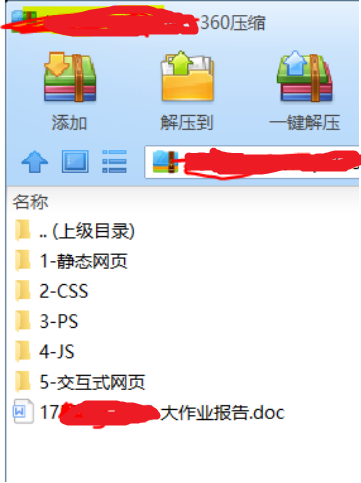 360压缩
添加 解压到 一键解压
名称
.. (上级目录)
1-静态网页
2-CSS
3-PS
4-JS
5-交互式网页
17 大作业报告.doc